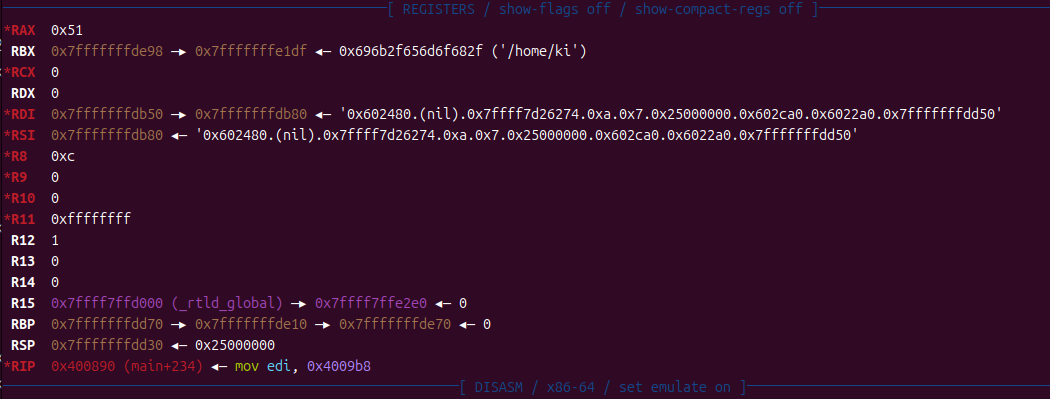 [ REGISTERS / show-flags off / show-compact-regs off ]
*RAX  0x51
 RBX  0x7fffffffde98 —▸ 0x7fffffffe1df ◂— 0x696b2f656d6f682f ('/home/ki')
*RCX  0
 RDX  0
*RDI  0x7fffffffdb50 —▸ 0x7fffffffdb80 ◂— '0x602480.(nil).0x7ffff7d26274.0xa.0x7.0x25000000.0x602ca0.0x6022a0.0x7fffffffdd50'
*RSI  0x7fffffffdb80 ◂— '0x602480.(nil).0x7ffff7d26274.0xa.0x7.0x25000000.0x602ca0.0x6022a0.0x7fffffffdd50'
*R8   0xc
*R9   0
*R10  0
*R11  0xffffffff
 R12  1
 R13  0
 R14  0
 R15  0x7ffff7ffd000 (_rtld_global) —▸ 0x7ffff7ffe2e0 ◂— 0
 RBP  0x7fffffffdd70 —▸ 0x7fffffffde10 —▸ 0x7fffffffde70 ◂— 0
 RSP  0x7fffffffdd30 ◂— 0x25000000
*RIP  0x400890 (main+234) ◂— mov edi, 0x4009b8
[ DISASM / x86-64 / set emulate on ]